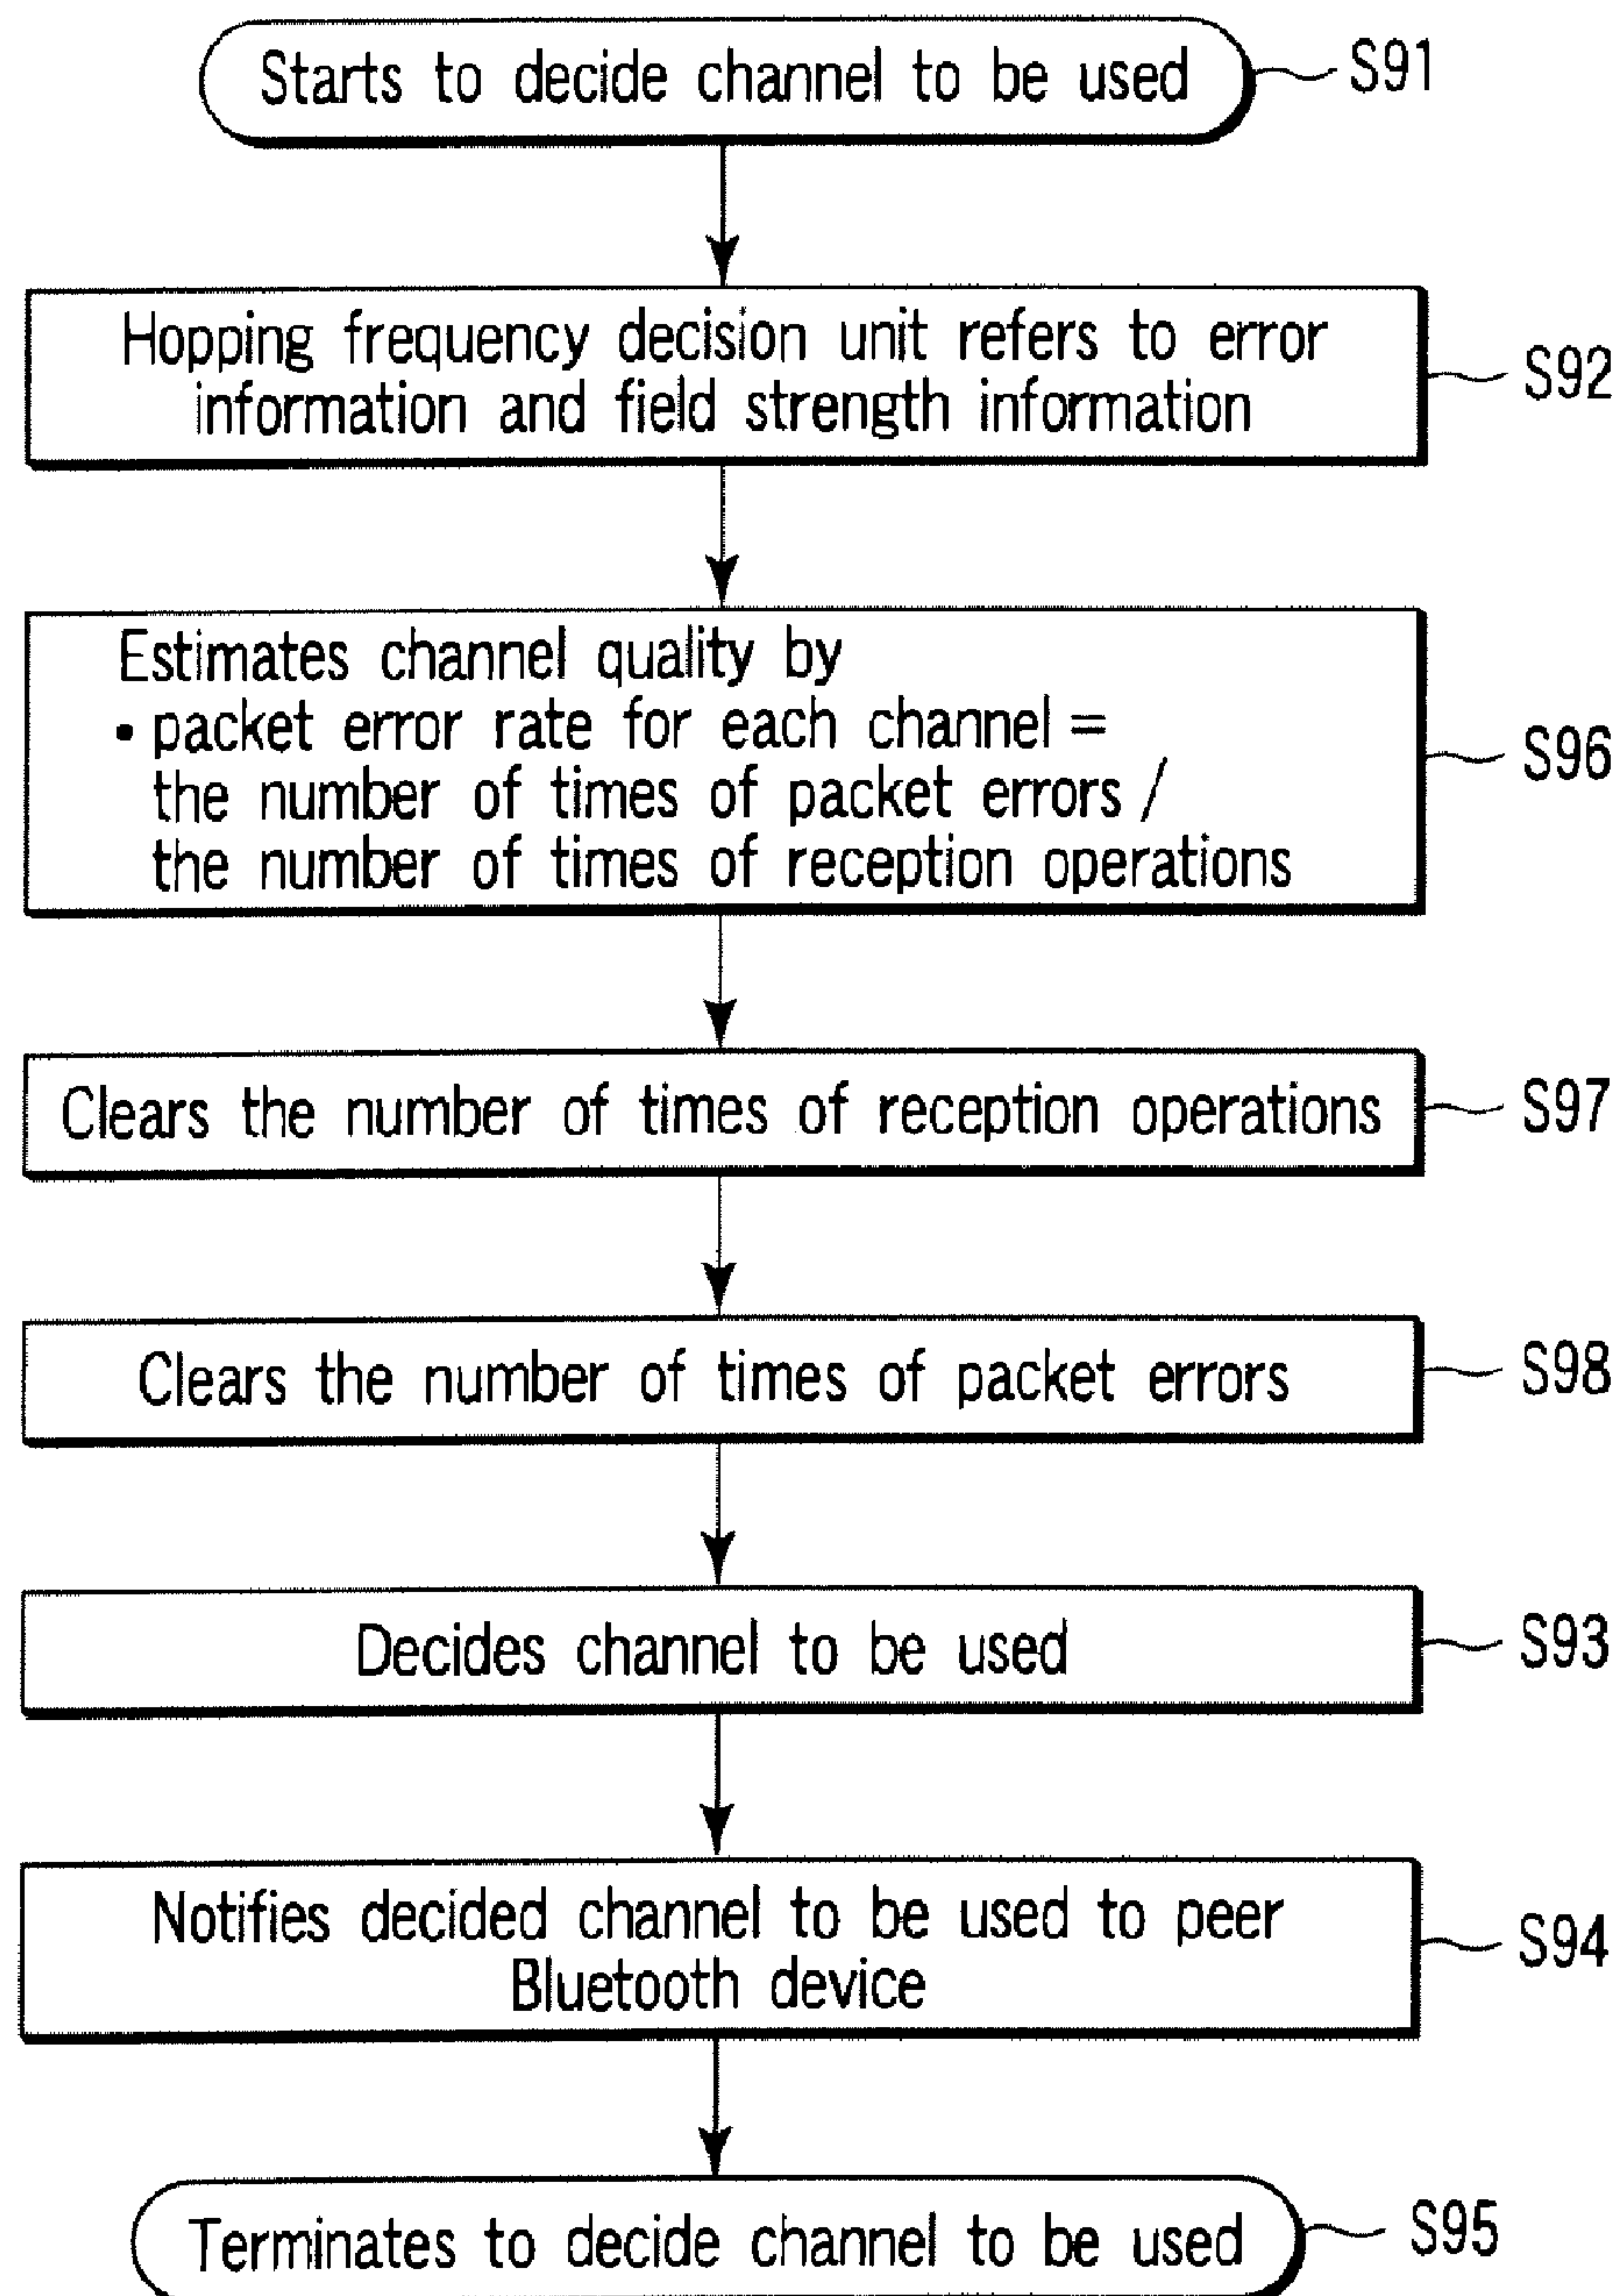 Starts to decide channel to be used
S91
Hopping frequency decision unit refers to error
information and field strength information
S92
Estimates channel quality by
• packet error rate for each channel =
the number of times of packet errors /
the number of times of reception operations
S96
Clears the number of times of reception operations
S97
Clears the number of times of packet errors
S98
Decides channel to be used
S93
Notifies decided channel to be used to peer
Bluetooth device
S94
Terminates to decide channel to be used
S95